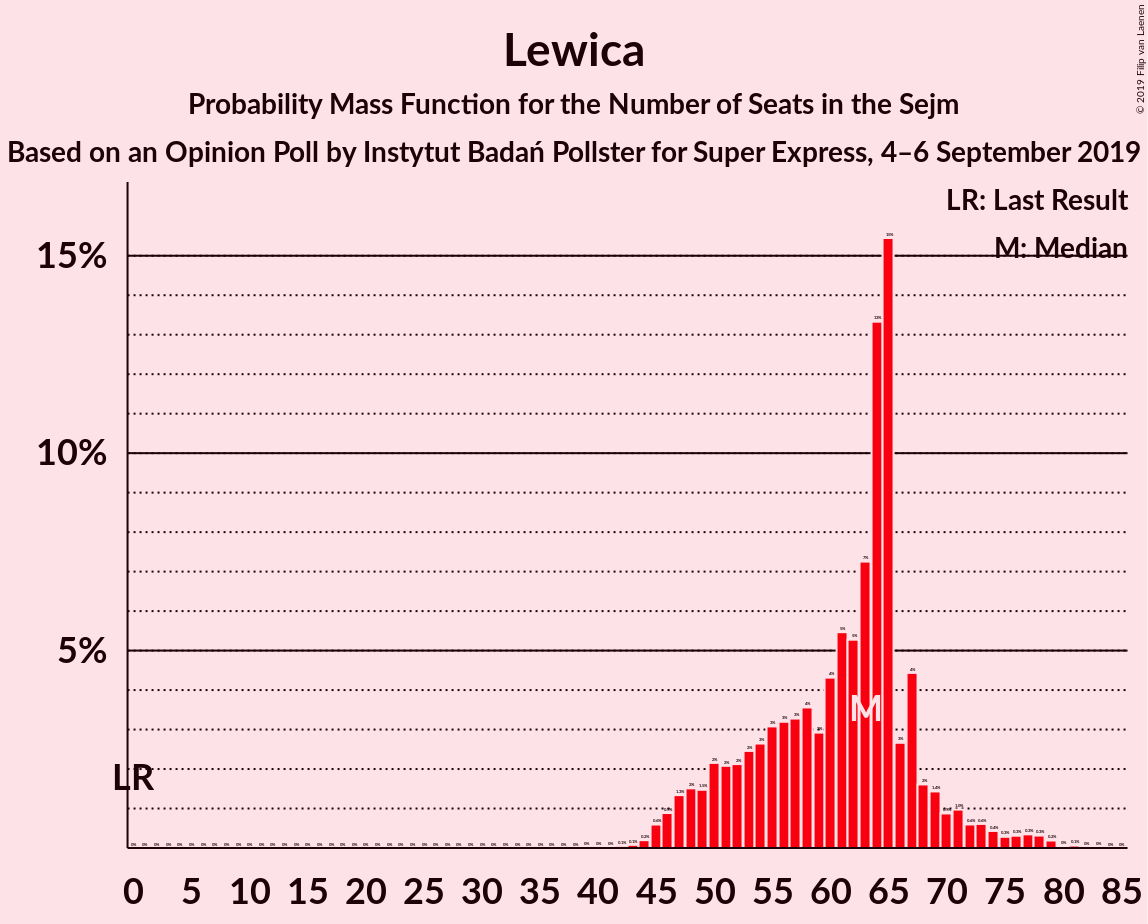 Lewica
Probability Mass Function for the Number of Seats in the Sejm
Based on an Opinion Poll by Instytut Badań Pollster for Super Express, 4–6 September 2019
© 2019 Filip van Laenen
LR: Last Result
M: Median
15%
10%
5%
LR
M
0 5 10 15 20 25 30 35 40 45 50 55 60 65 70 75 80 85